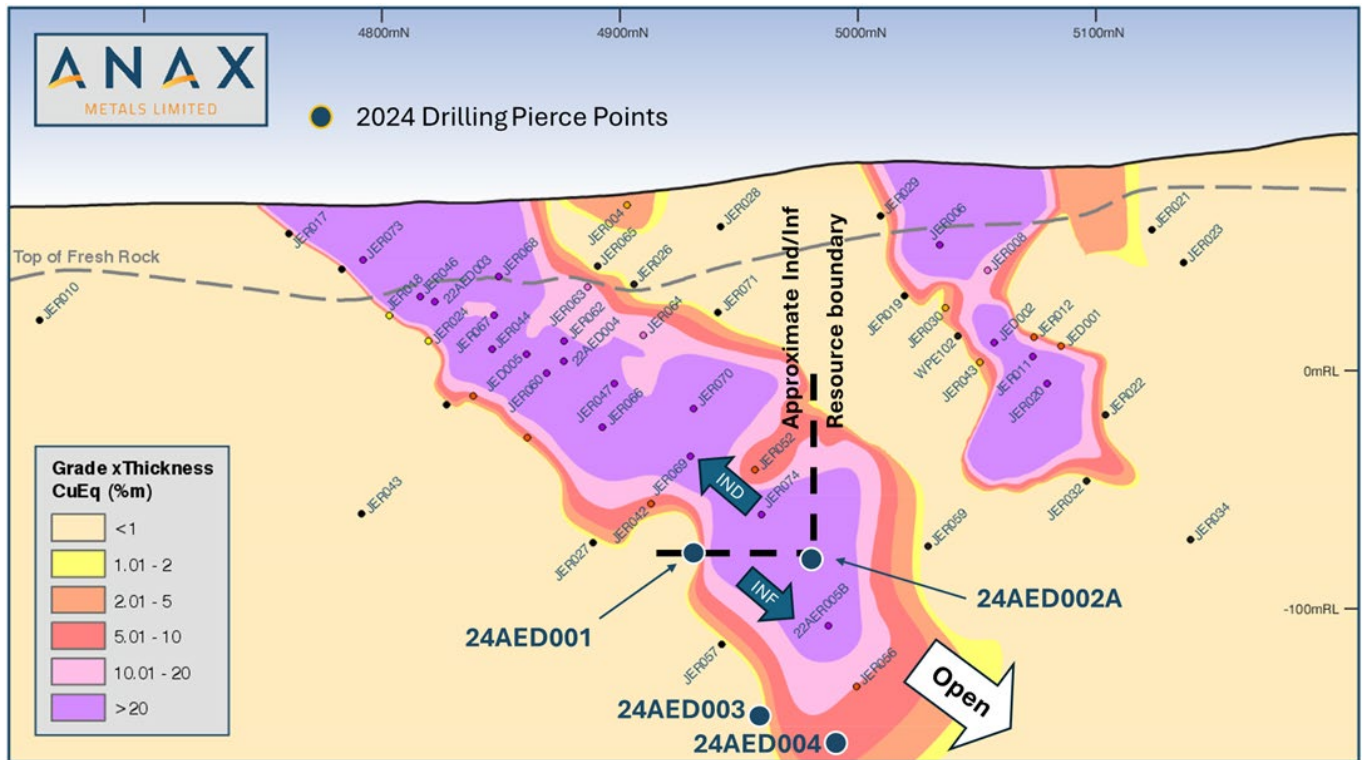 4800mN
4900mN
5000mN
5100mN
ANAX
METALS LIMITED
2024 Drilling Pierce Points
Top of Fresh Rock
JER010
JER017
JER073
JER048
JER046
22AED003
JER068
JER024
JER067
JER044
JER063
JER062
22AED004
JED005
JER060
JER047
JER066
JER004
JER065
JER026
JER064
JER028
JER071
JER070
JER069
JER052
JER074
JER042
JER027
JER043
JER029
JER006
JER008
JER019
JER030
WPE102
JER043
JED002
JER012
JED001
JER011
JER020
JER022
JER032
JER021
JER023
JER034
JER059
Approximate Ind/Inf
Resource boundary
0mRL
-100mRL
IND
INF
22AER005B
JER057
JER056
24AED001
24AED002A
24AED003
24AED004
Open
Grade xThickness
CuEq (%m)
<1
1.01 - 2
2.01 - 5
5.01 - 10
10.01 - 20
>20